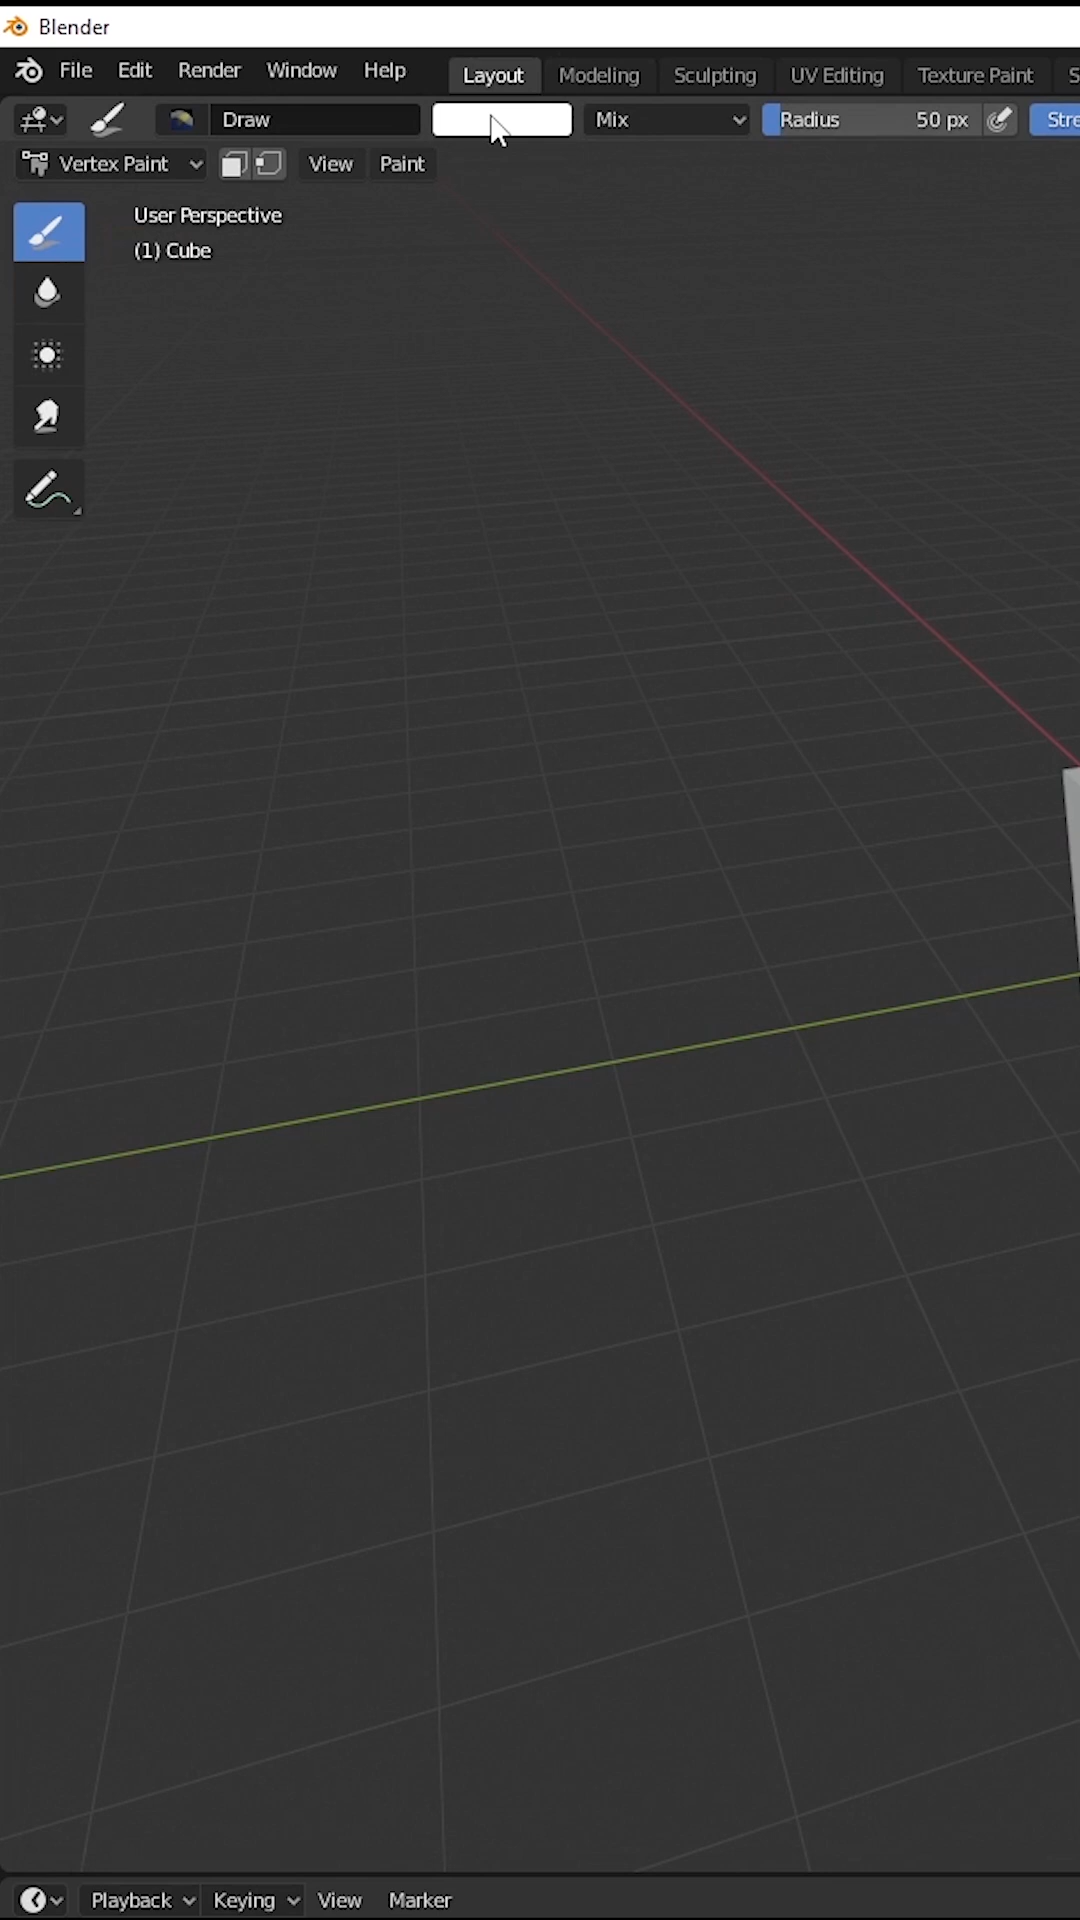 Blender
File Edit Render Window Help Layout Modeling Sculpting UV Editing Texture Paint S
Draw Mix Radius 50 px Stre
Vertex Paint View Paint
User Perspective
(1) Cube
Playback Keying View Marker